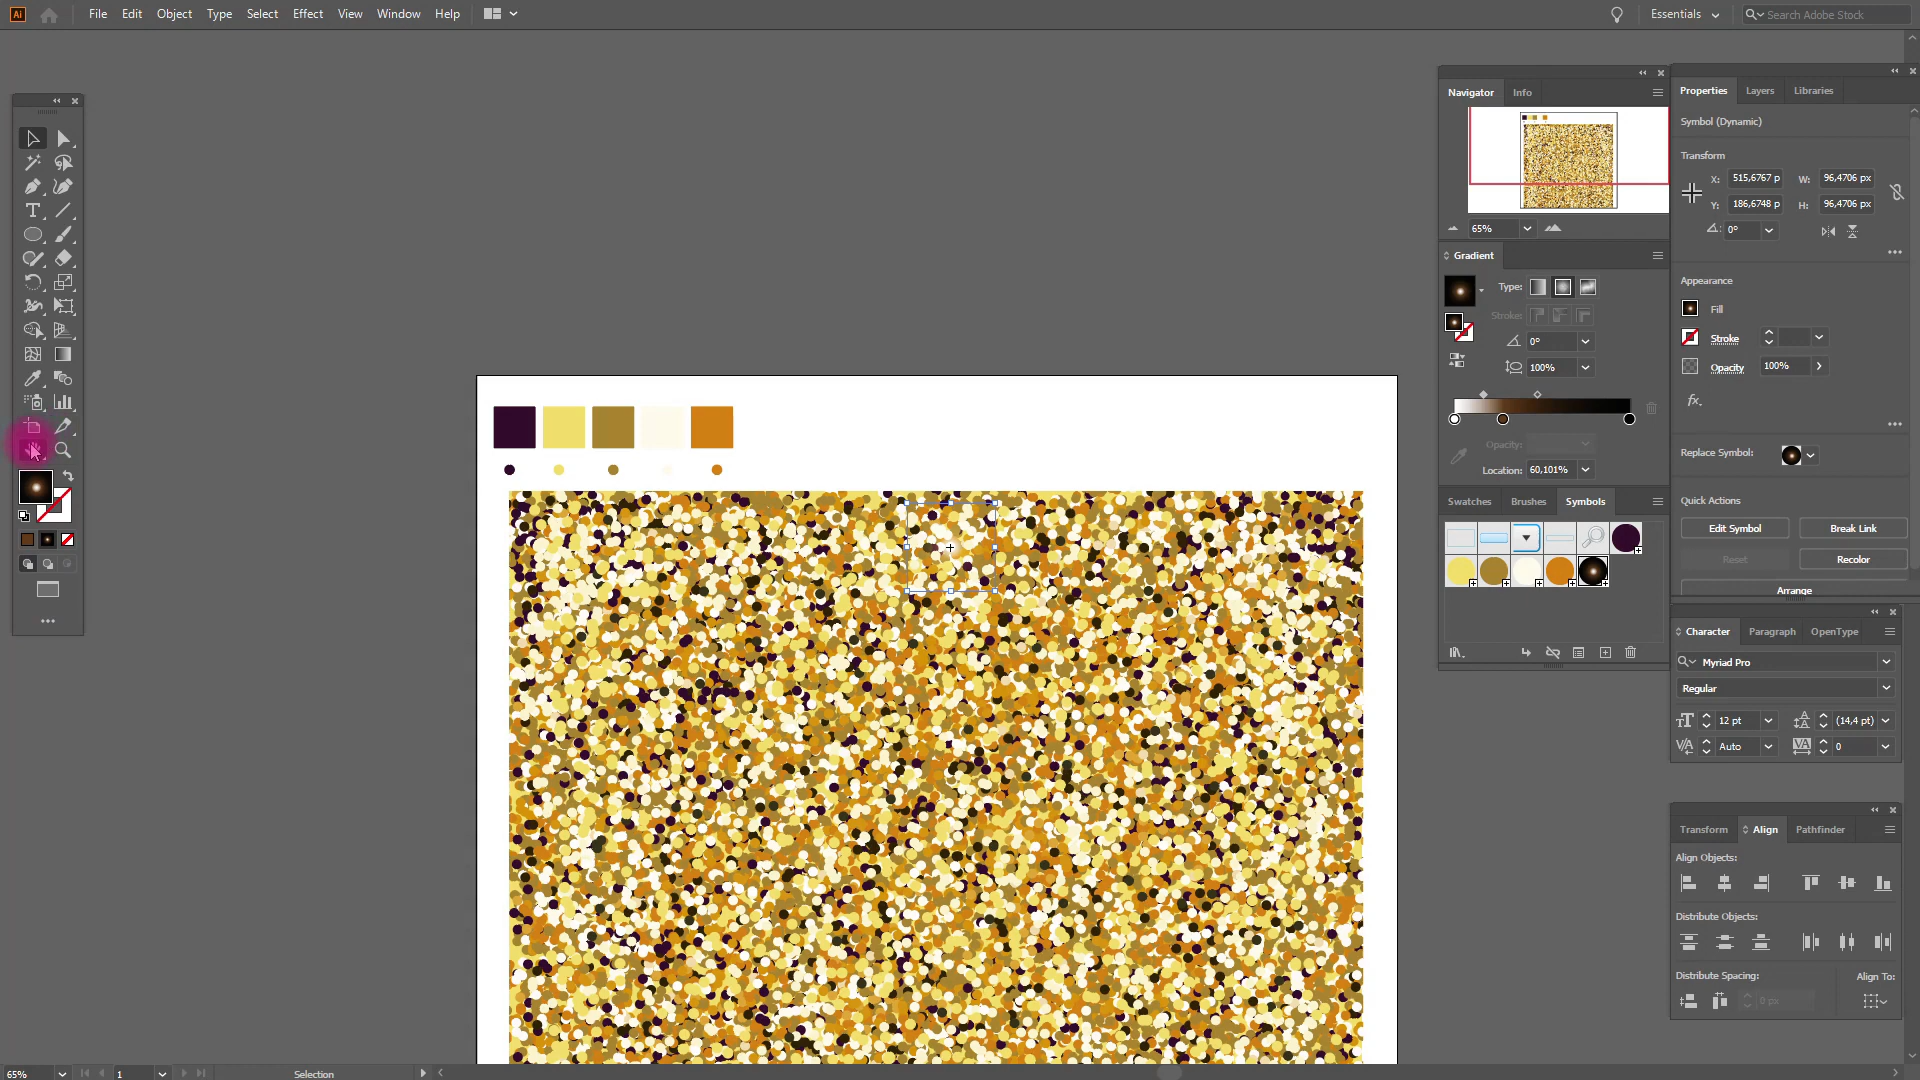 Ai File Edit Object Type Select Effect View Window Help Essentials Search Adobe Stock
Navigator Info
65%
Gradient
Type:
Stroke:
0°
100%
Opacity:
Location: 60,101%
Swatches Brushes Symbols
Properties Layers Libraries
Symbol (Dynamic)
Transform
X: 515,6767 p W: 96,4706 px
Y: 186,6748 p H: 96,4706 px
0°
Appearance
Fill
Stroke
Opacity 100%
fx.
Replace Symbol:
Quick Actions
Edit Symbol Break Link
Reset Recolor
Arrange
Character Paragraph OpenType
Myriad Pro
Regular
12 pt (14,4 pt)
Auto 0
Transform Align Pathfinder
Align Objects:
Distribute Objects:
Distribute Spacing: Align To:
0 px
65% 1 Selection